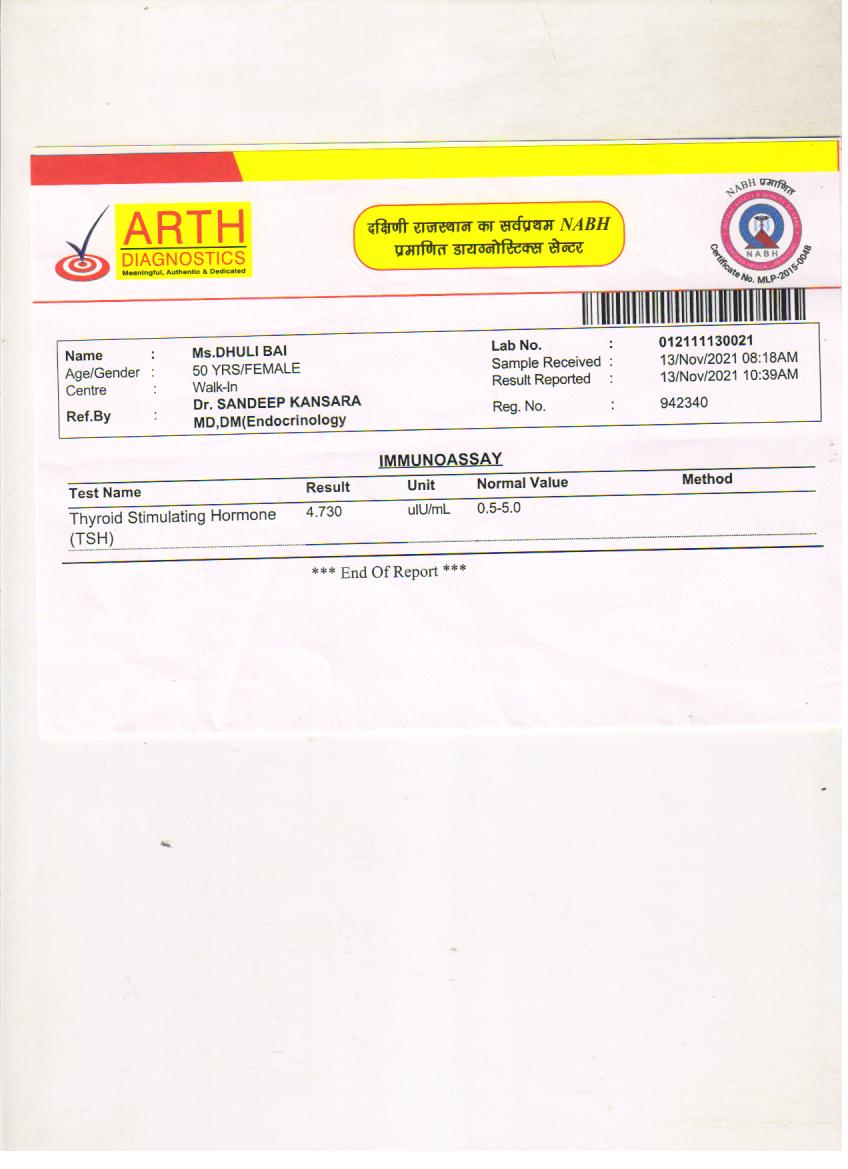 ARTH
DIAGNOSTICS
Meaningful, Authentic & Dedicated
दक्षिणी राजस्थान का सर्वप्रथम NABH
प्रमाणित डायग्नोस्टिक्स सेन्टर
NABH प्रमाणित
NABH
Certificate No. MLP-2015-0048
Name : Ms.DHULI BAI
Age/Gender : 50 YRS/FEMALE
Centre : Walk-In
Ref.By : Dr. SANDEEP KANSARA
MD,DM(Endocrinology
Lab No. : 012111130021
Sample Received : 13/Nov/2021 08:18AM
Result Reported : 13/Nov/2021 10:39AM
Reg. No. : 942340
IMMUNOASSAY
Test Name Result Unit Normal Value Method
Thyroid Stimulating Hormone 4.730 uIU/mL 0.5-5.0
(TSH)
*** End Of Report ***